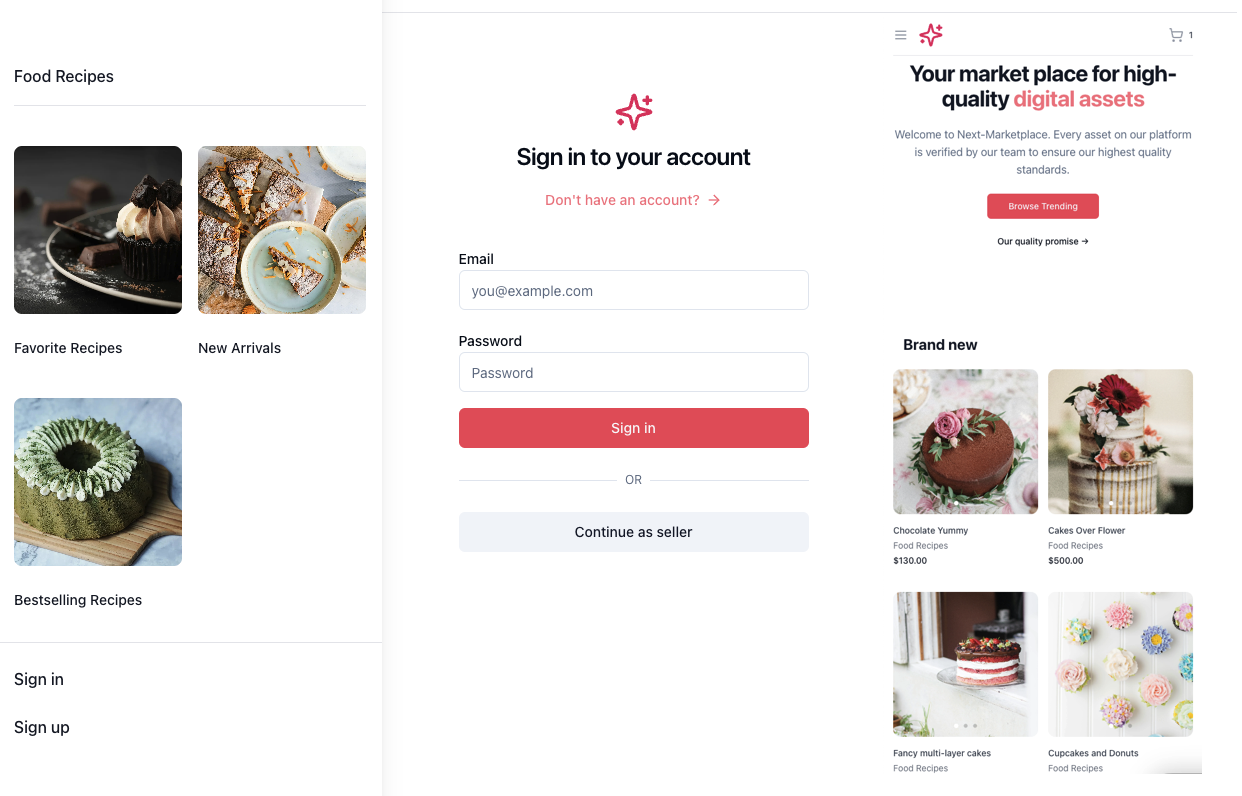 Food Recipes
Favorite Recipes
New Arrivals
Bestselling Recipes
Sign in
Sign up
Sign in to your account
Don't have an account? →
Email
you@example.com
Password
Password
Sign in
OR
Continue as seller
1
Your market place for high-
quality digital assets
Welcome to Next-Marketplace. Every asset on our platform
is verified by our team to ensure our highest quality
standards.
Browse Trending
Our quality promise →
Brand new
Chocolate Yummy
Food Recipes
$130.00
Cakes Over Flower
Food Recipes
$500.00
Fancy multi-layer cakes
Food Recipes
Cupcakes and Donuts
Food Recipes